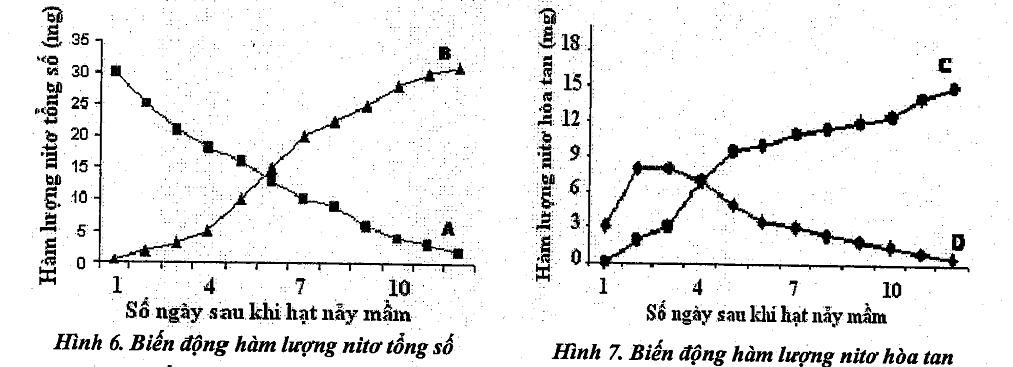 Hàm lượng nitơ tổng số (mg)
35
30
25
20
15
10
5
0
B
A
1 4 7 10
Số ngày sau khi hạt nảy mầm
Hình 6. Biến động hàm lượng nitơ tổng số
Hàm lượng nitơ hòa tan (mg)
18
15
12
9
6
3
0
C
D
1 4 7 10
Số ngày sau khi hạt nảy mầm
Hình 7. Biến động hàm lượng nitơ hòa tan